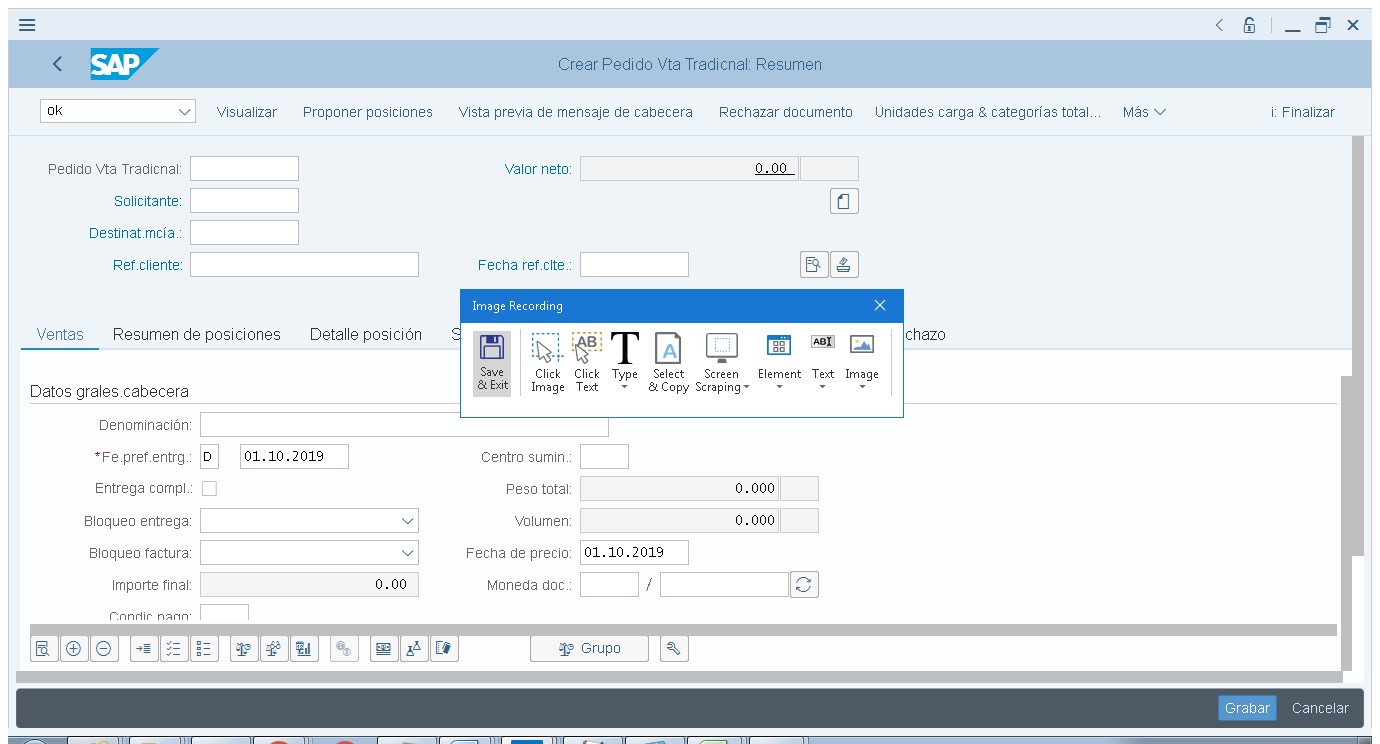 SAP
Crear Pedido Vta Tradicnal: Resumen
ok
Visualizar
Proponer posiciones
Vista previa de mensaje de cabecera
Rechazar documento
Unidades carga & categorías total...
Más
i: Finalizar
Pedido Vta Tradicnal:
Valor neto: 0.00
Solicitante:
Destinat.mcía.:
Ref.cliente:
Fecha ref.clte.:
Image Recording
Save & Exit
Click Image
Click Text
Type
Select & Copy
Screen Scraping
Element
Text
Image
Ventas
Resumen de posiciones
Detalle posición
S
chazo
Datos grales.cabecera
Denominación:
*Fe.pref.entrg.: D 01.10.2019
Centro sumin.:
Entrega compl.:
Peso total: 0.000
Bloqueo entrega:
Volumen: 0.000
Bloqueo factura:
Fecha de precio: 01.10.2019
Importe final: 0.00
Moneda doc.: /
Condic.pago:
Grupo
Grabar
Cancelar